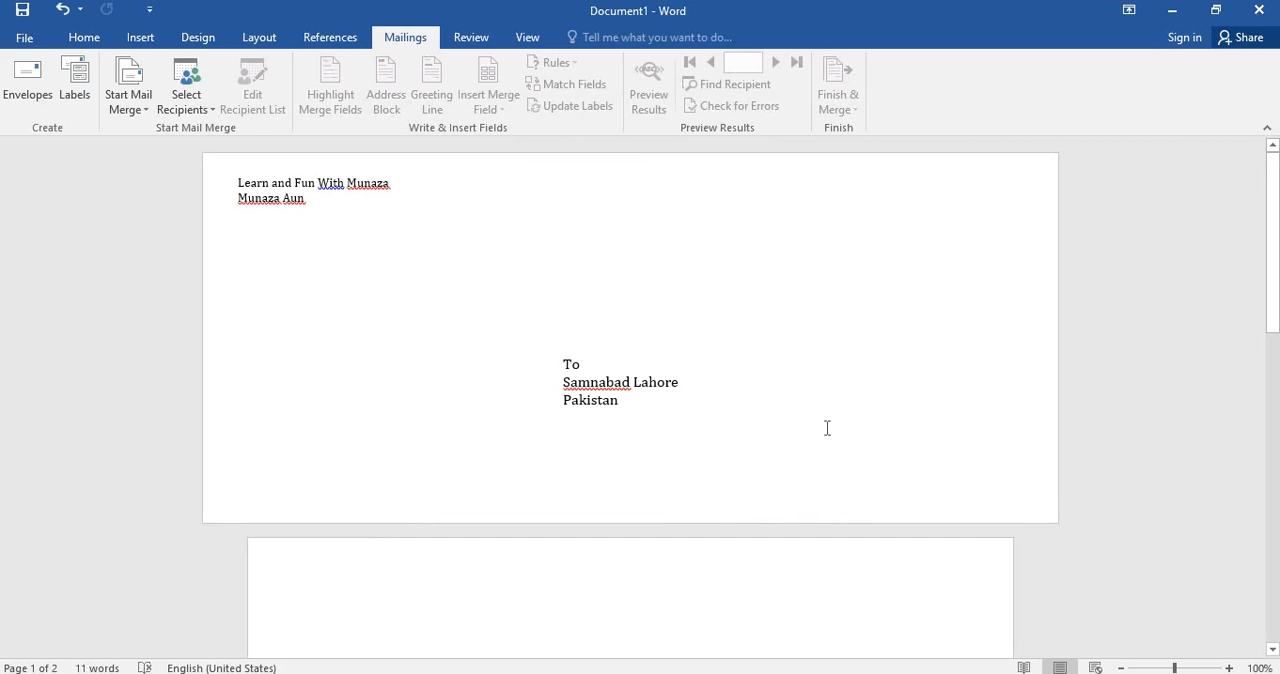 Document1 - Word
File
Home
Insert
Design
Layout
References
Mailings
Review
View
Tell me what you want to do...
Sign in
Share
Envelopes
Labels
Create
Start Mail
Merge
Select
Recipients
Edit
Recipient List
Start Mail Merge
Highlight
Merge Fields
Address
Block
Greeting
Line
Insert Merge
Field
Rules
Match Fields
Update Labels
Write & Insert Fields
ABC
Preview
Results
Find Recipient
Check for Errors
Preview Results
Finish &
Merge
Finish
Learn and Fun With Munaza
Munaza Aun
To
Samnabad Lahore
Pakistan
Page 1 of 2
11 words
English (United States)
100%